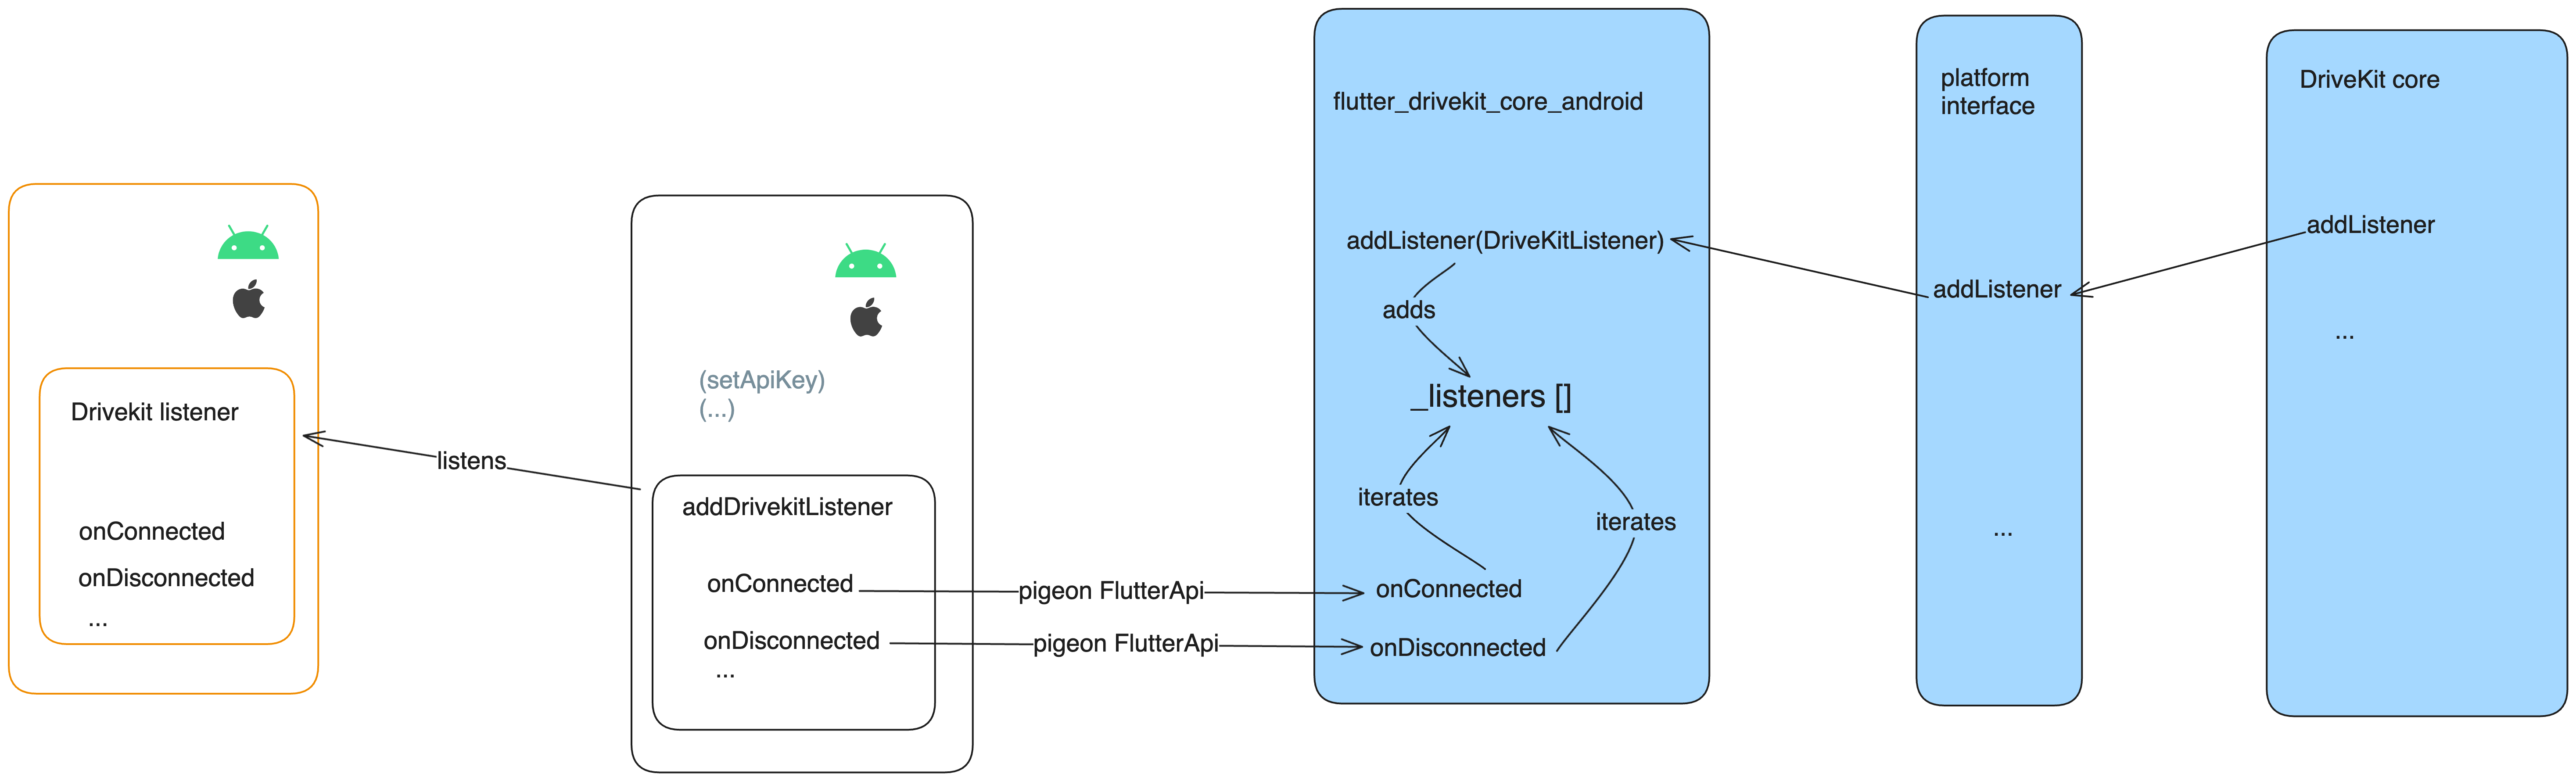 Drivekit listener
onConnected
onDisconnected
...
listens
(setApiKey)
(...)
addDrivekitListener
onConnected
onDisconnected
...
pigeon FlutterApi
pigeon FlutterApi
flutter_drivekit_core_android
addListener(DriveKitListener)
adds
_listeners []
iterates
iterates
onConnected
onDisconnected
platform
interface
addListener
...
DriveKit core
addListener
...